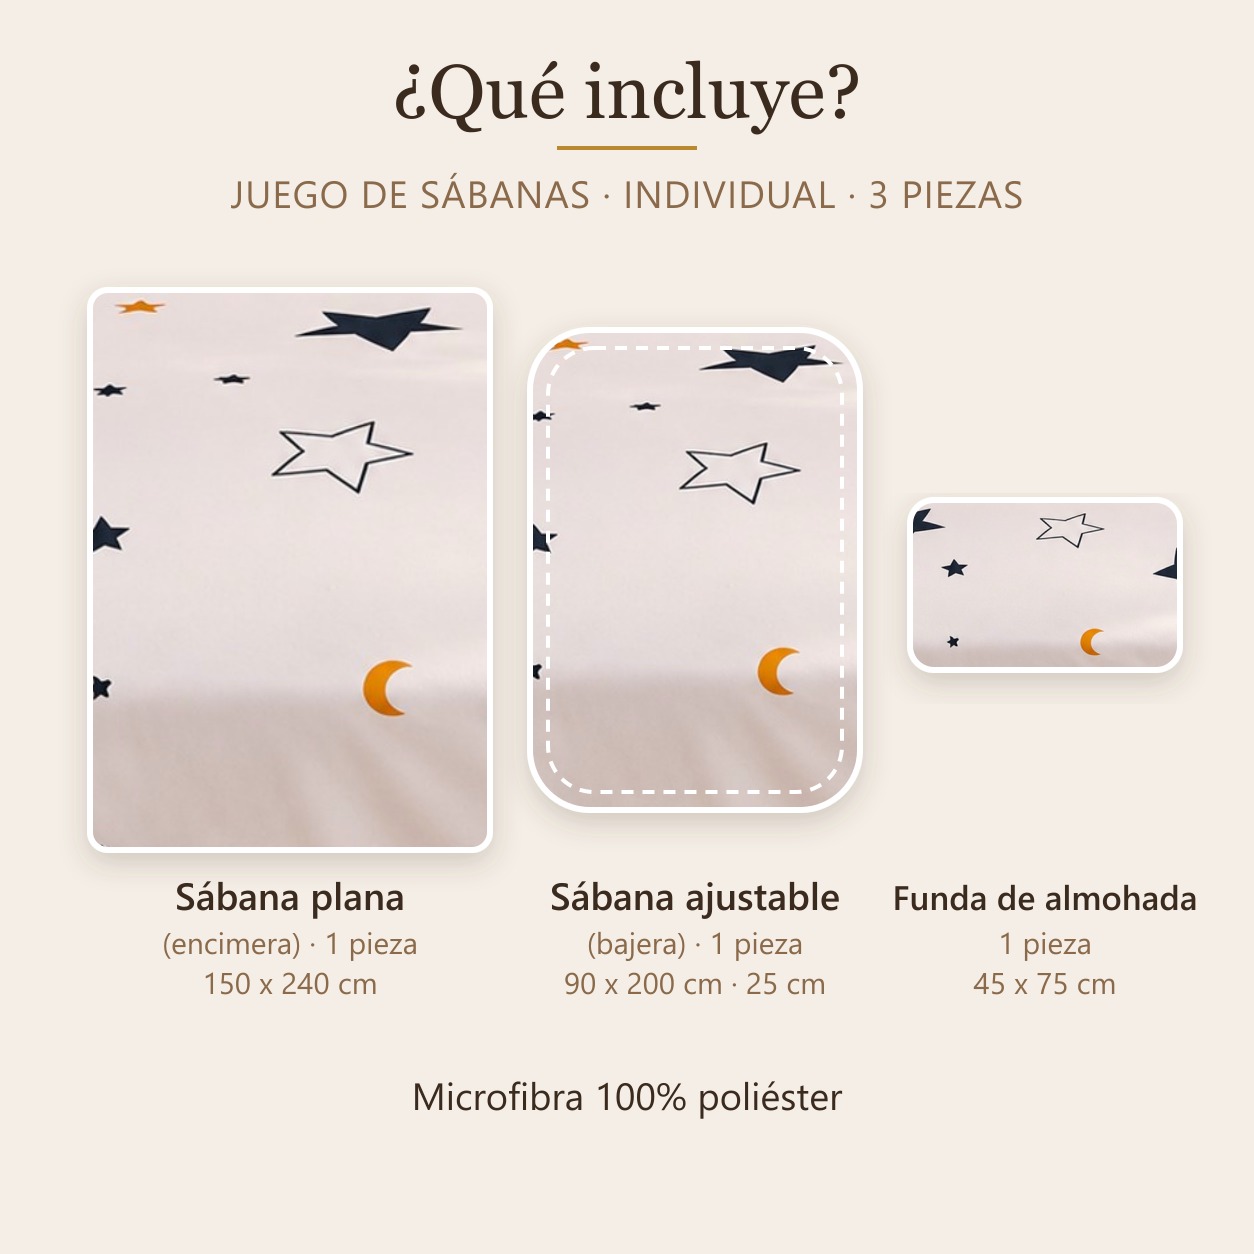 ¿Qué incluye?
JUEGO DE SÁBANAS · INDIVIDUAL · 3 PIEZAS
Sábana plana
(encimera) · 1 pieza
150 x 240 cm
Sábana ajustable
(bajera) · 1 pieza
90 x 200 cm · 25 cm
Funda de almohada
1 pieza
45 x 75 cm
Microfibra 100% poliéster